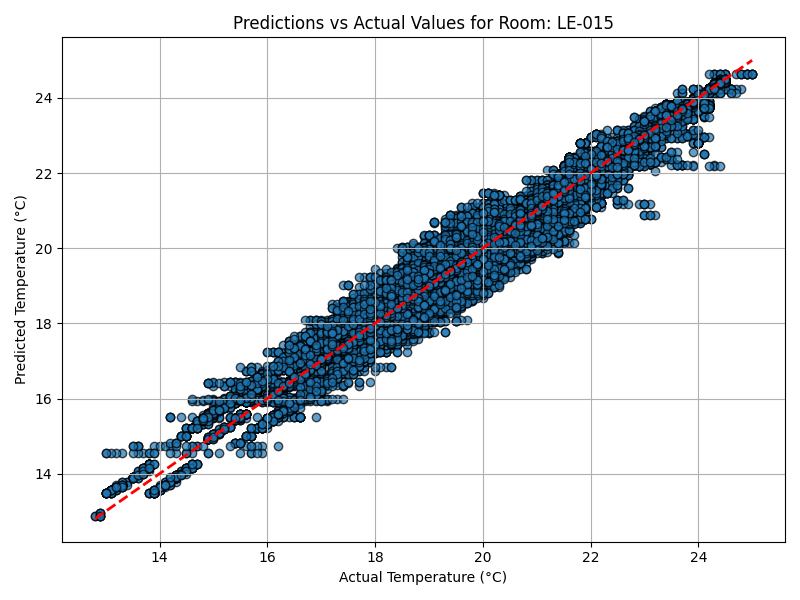 Predictions vs Actual Values for Room: LE-015
Predicted Temperature (°C)
24
22
20
18
16
14
14 16 18 20 22 24
Actual Temperature (°C)